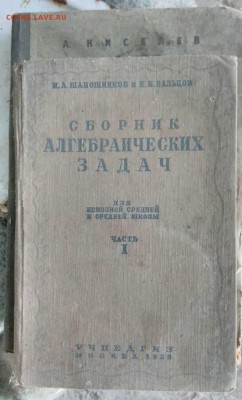 А. КИСЕЛЕВ
Н.А. ШАПОШНИКОВ и Н.К. ВАЛЬЦОВ
СБОРНИК
АЛГЕБРАИЧЕСКИХ
ЗАДАЧ
ДЛЯ
НЕПОЛНОЙ СРЕДНЕЙ
И СРЕДНЕЙ ШКОЛЫ
ЧАСТЬ
I
УЧПЕДГИЗ
МОСКВА